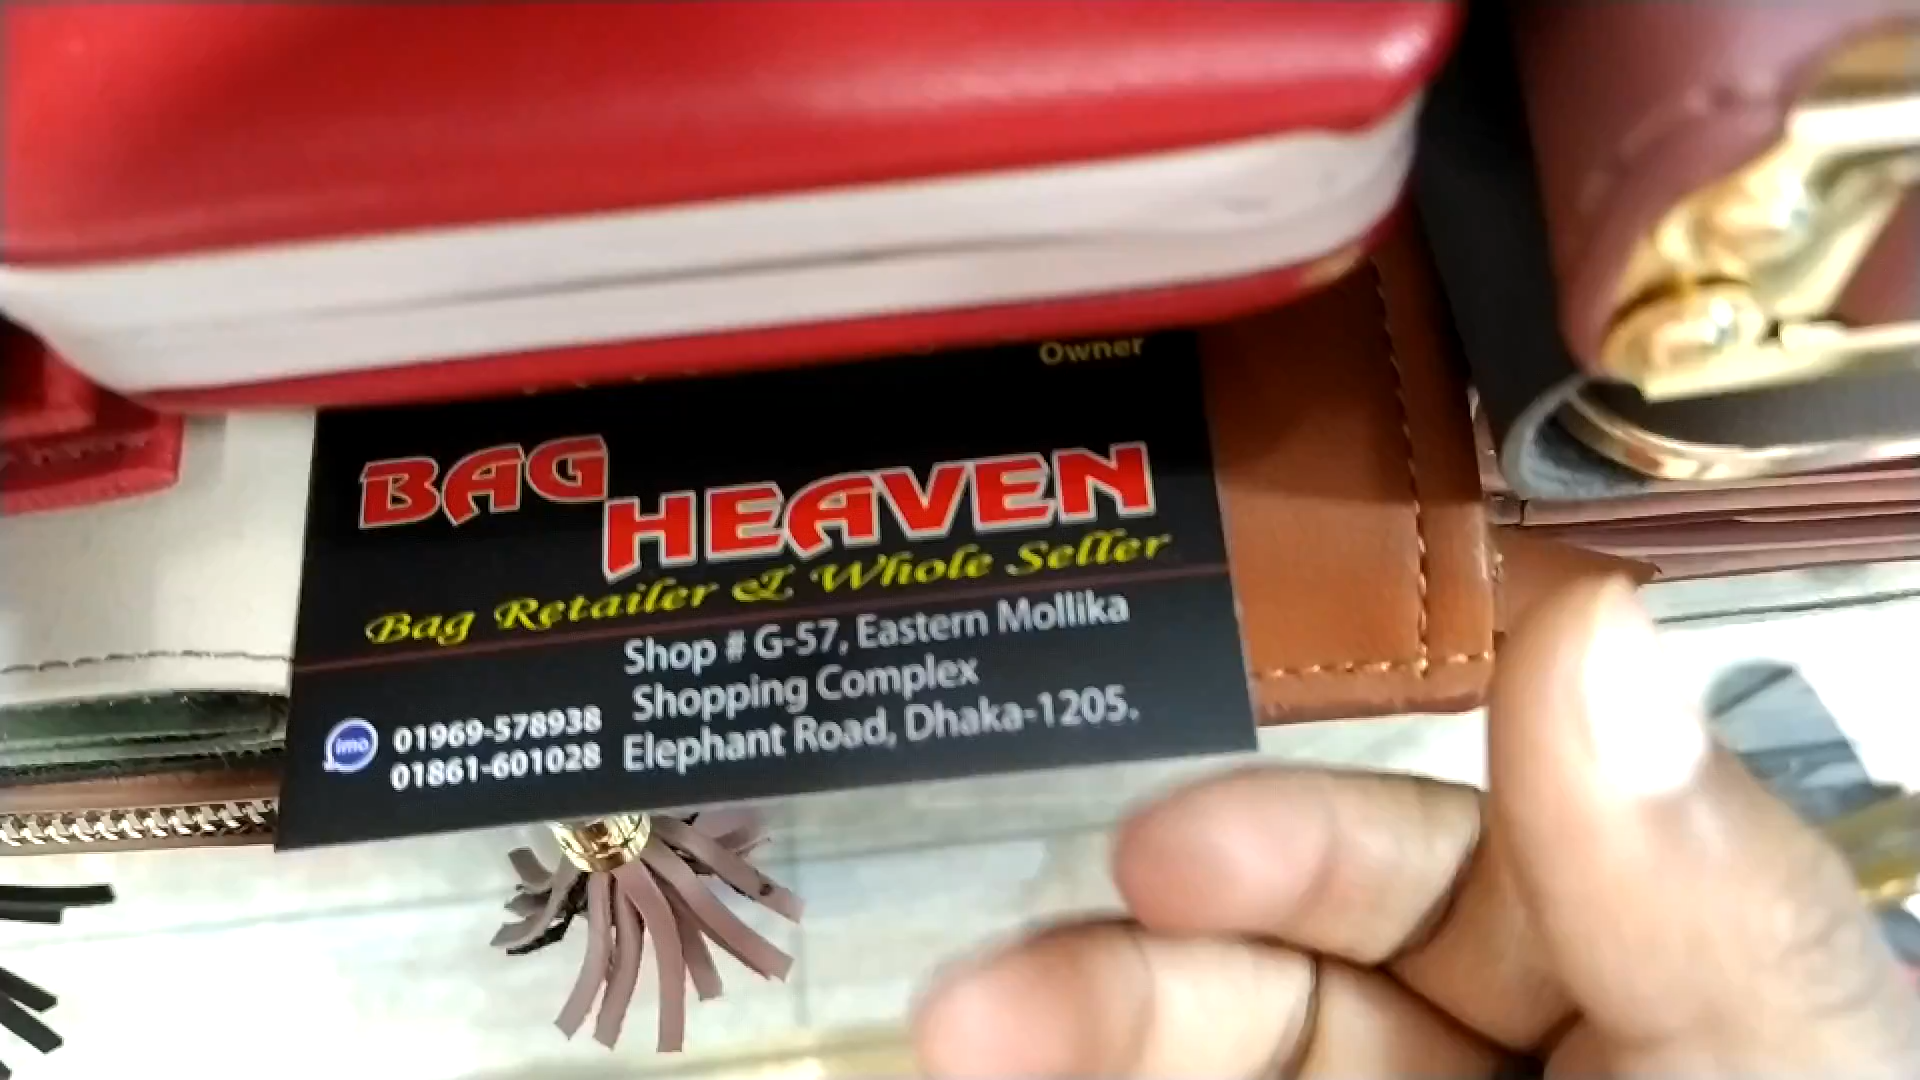 Owner
BAG HEAVEN
Bag Retailer & Whole Seller
Shop # G-57, Eastern Mollika
Shopping Complex
Elephant Road, Dhaka-1205.
imo
01969-578938
01861-601028